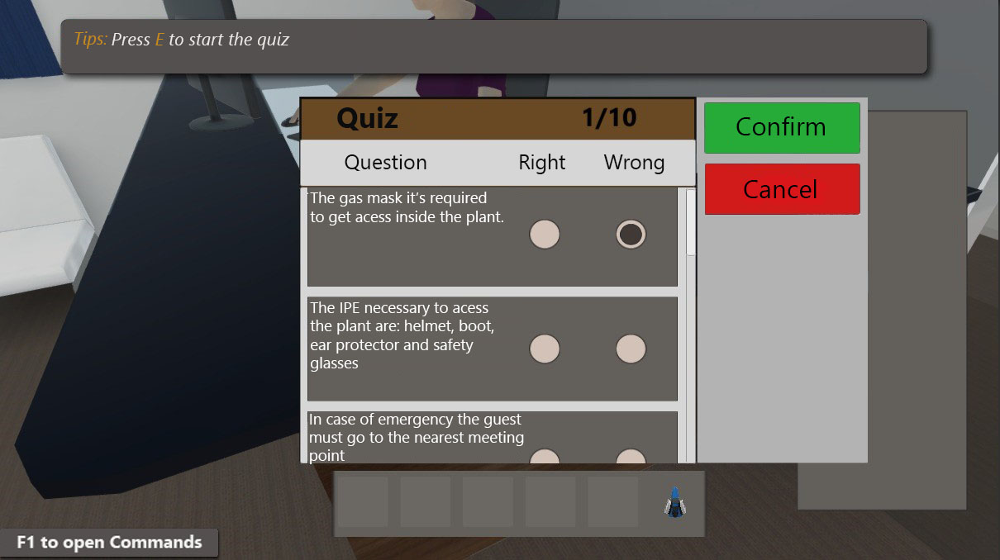 Tips: Press E to start the quiz
Quiz 1/10
Question Right Wrong
Confirm
Cancel
The gas mask it's required
to get acess inside the plant.
The IPE necessary to acess
the plant are: helmet, boot,
ear protector and safety
glasses
In case of emergency the guest
must go to the nearest meeting
point
F1 to open Commands